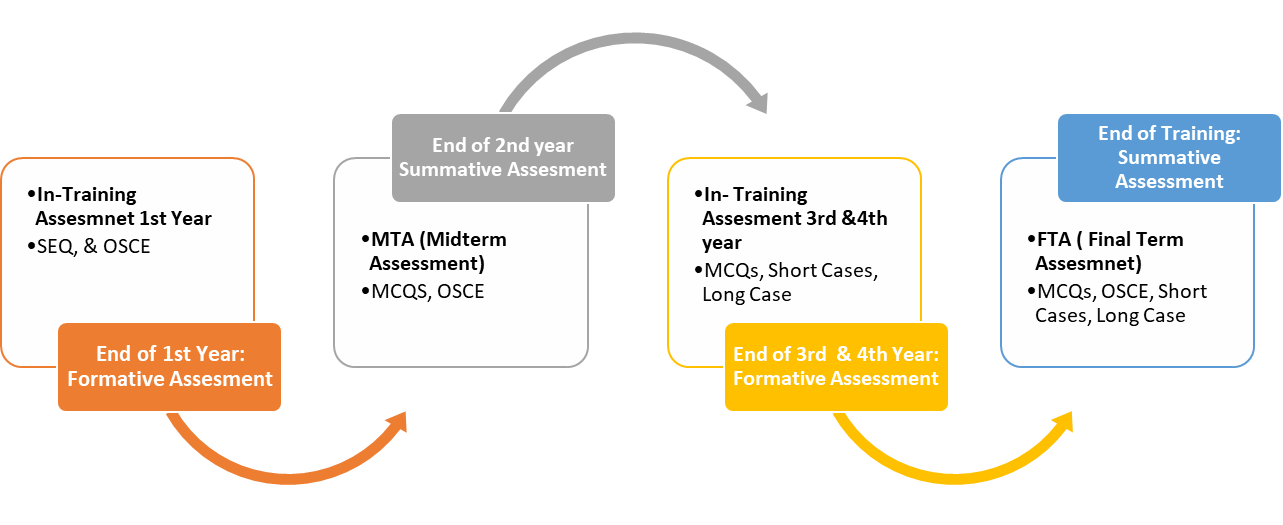 •In-Training
Assesmnet 1st Year
•SEQ, & OSCE
End of 1st Year:
Formative Assesment
End of 2nd year
Summative Assesment
•MTA (Midterm
Assessment)
•MCQS, OSCE
•In- Training
Assesment 3rd &4th
year
•MCQs, Short Cases,
Long Case
End of 3rd & 4th Year:
Formative Assessment
End of Training:
Summative
Assessment
•FTA ( Final Term
Assesmnet)
•MCQs, OSCE, Short
Cases, Long Case